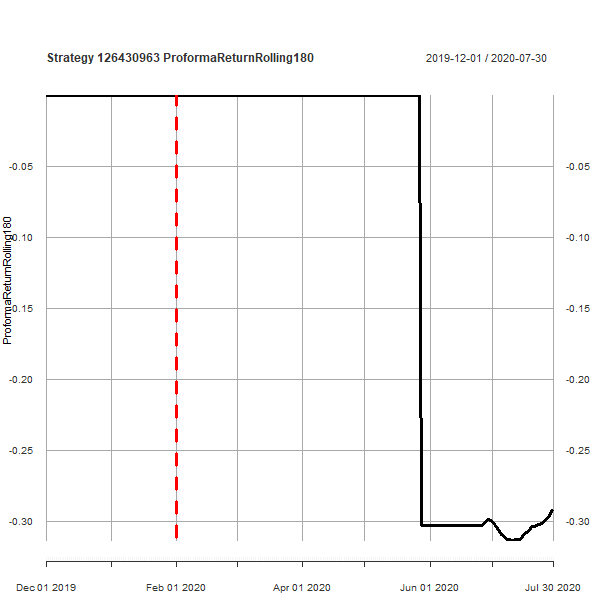 Strategy 126430963 ProformaReturnRolling180
2019-12-01 / 2020-07-30
-0.05
-0.05
-0.10
-0.10
-0.15
-0.15
-0.20
-0.20
-0.25
-0.25
-0.30
-0.30
ProformaReturnRolling180
Dec 01 2019
Feb 01 2020
Apr 01 2020
Jun 01 2020
Jul 30 2020